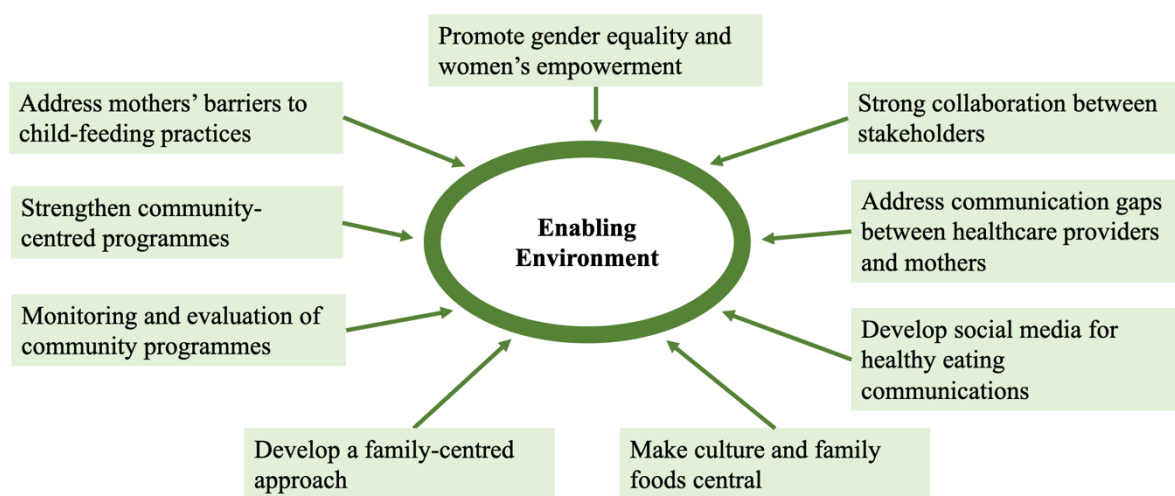 Promote gender equality and
women’s empowerment
Address mothers’ barriers to
child-feeding practices
Strong collaboration between
stakeholders
Strengthen community-
centred programmes
Enabling
Environment
Address communication gaps
between healthcare providers
and mothers
Monitoring and evaluation of
community programmes
Develop social media for
healthy eating
communications
Develop a family-centred
approach
Make culture and family
foods central